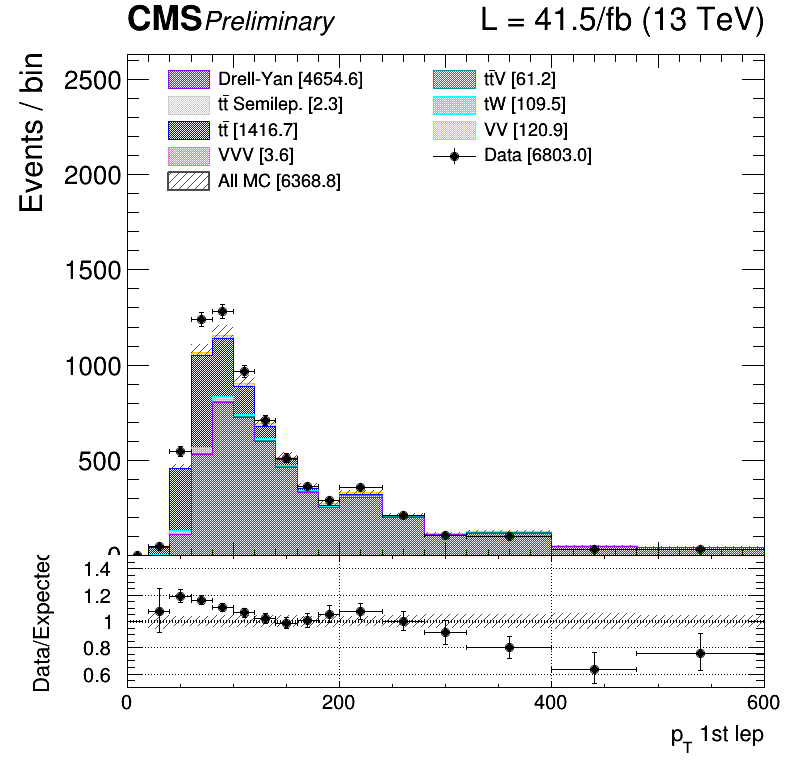 CMS Preliminary L = 41.5/fb (13 TeV)
Events / bin
2500
2000
1500
1000
500
0
Drell-Yan [4654.6]
tt̄ Semilep. [2.3]
tt̄ [1416.7]
VVV [3.6]
All MC [6368.8]
tt̄V [61.2]
tW [109.5]
VV [120.9]
Data [6803.0]
Data/Expected
1.4
1.2
1
0.8
0.6
0 200 400 600
p_T 1st lep